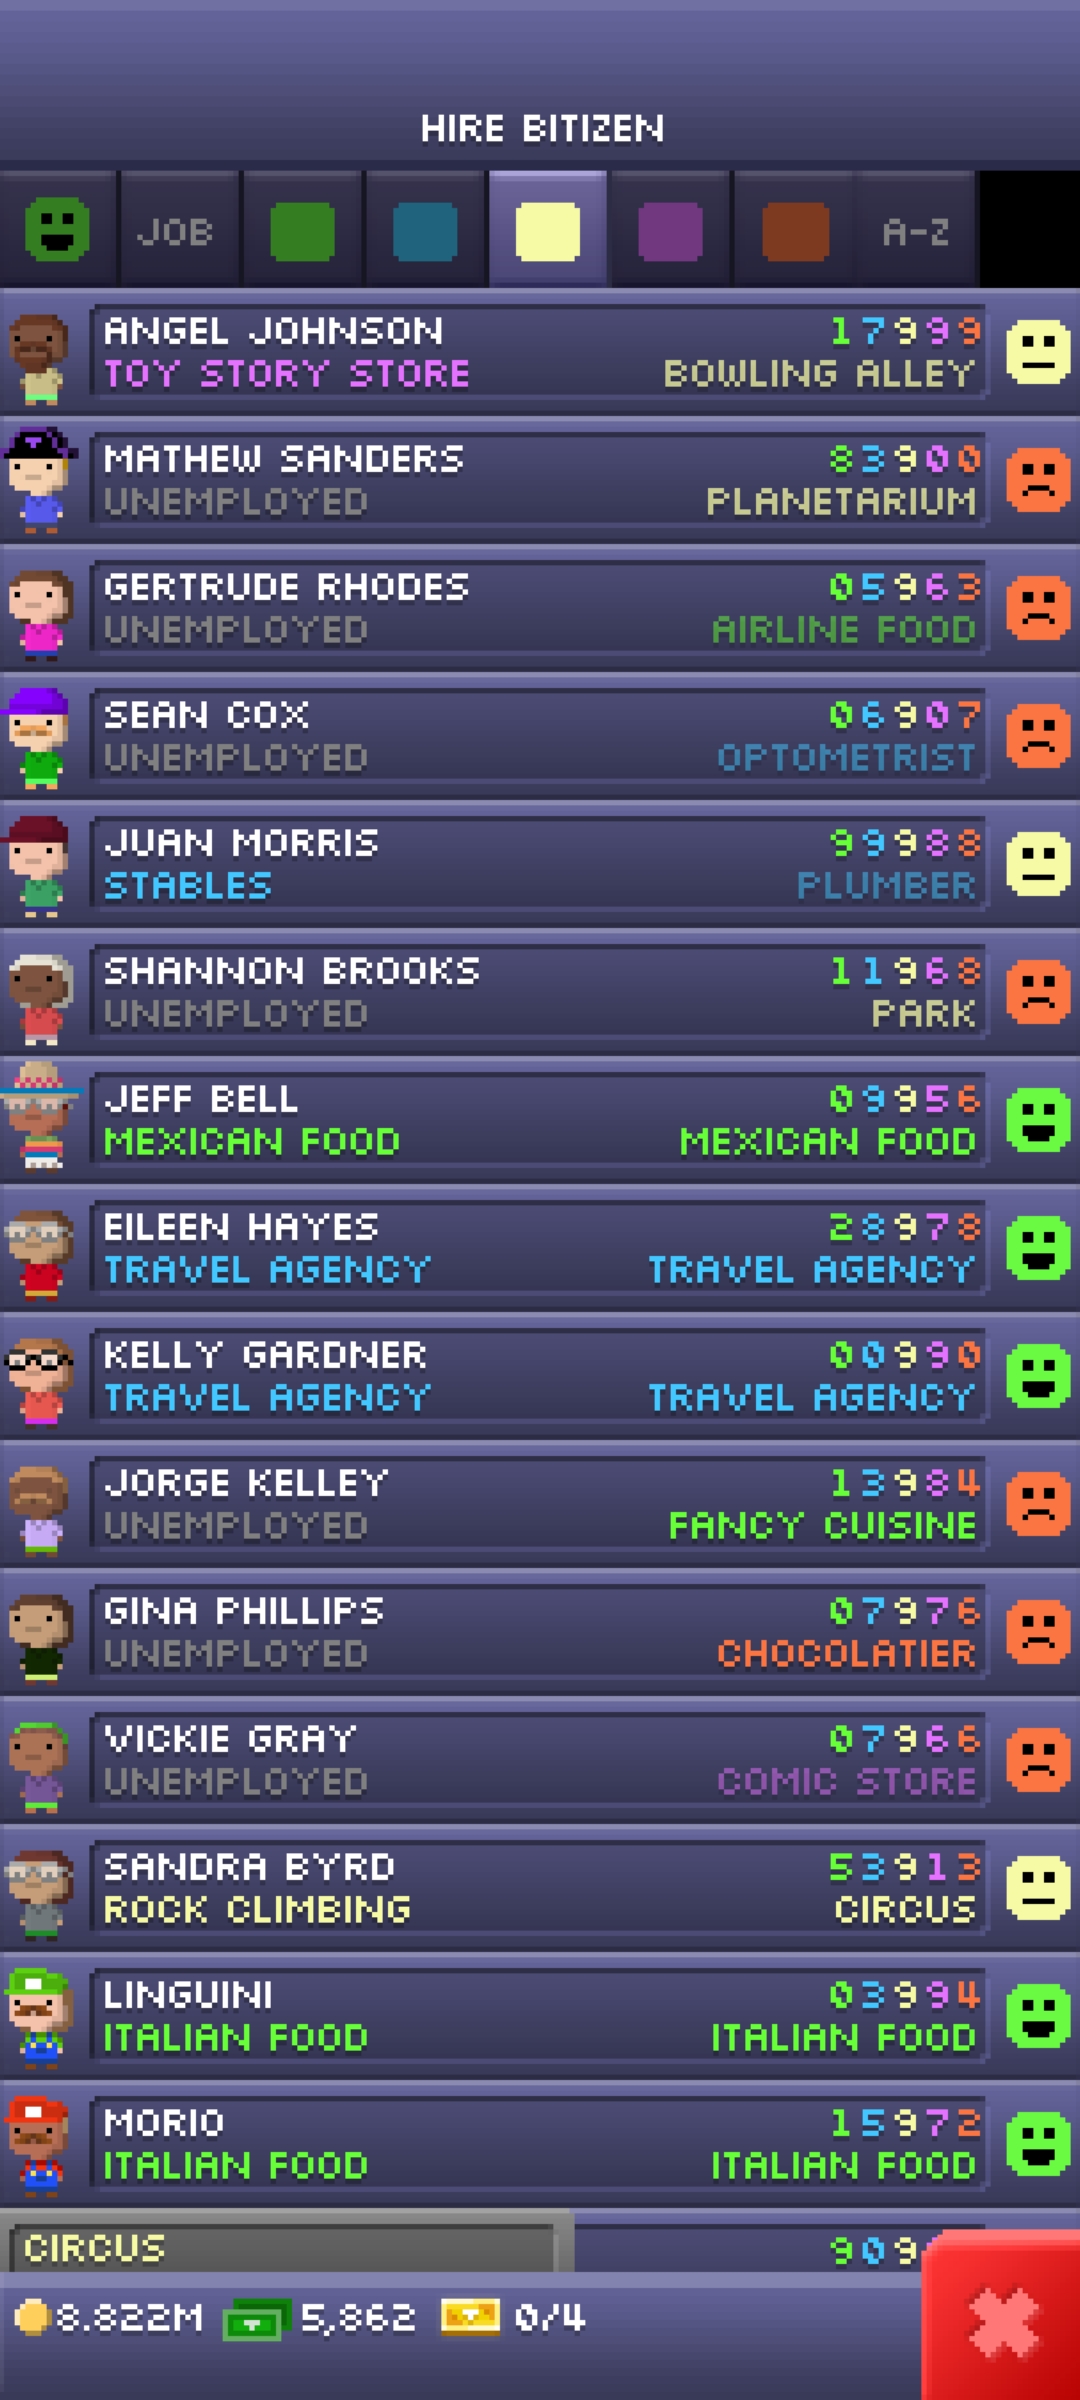 HIRE BITIZEN
JOB A-Z
ANGEL JOHNSON 17999
TOY STORY STORE BOWLING ALLEY
MATHEW SANDERS 83900
UNEMPLOYED PLANETARIUM
GERTRUDE RHODES 05963
UNEMPLOYED AIRLINE FOOD
SEAN COX 06907
UNEMPLOYED OPTOMETRIST
JUAN MORRIS 99988
STABLES PLUMBER
SHANNON BROOKS 11968
UNEMPLOYED PARK
JEFF BELL 09956
MEXICAN FOOD MEXICAN FOOD
EILEEN HAYES 28978
TRAVEL AGENCY TRAVEL AGENCY
KELLY GARDNER 00990
TRAVEL AGENCY TRAVEL AGENCY
JORGE KELLEY 13984
UNEMPLOYED FANCY CUISINE
GINA PHILLIPS 07976
UNEMPLOYED CHOCOLATIER
VICKIE GRAY 07966
UNEMPLOYED COMIC STORE
SANDRA BYRD 53913
ROCK CLIMBING CIRCUS
LINGUINI 03994
ITALIAN FOOD ITALIAN FOOD
MORIO 15972
ITALIAN FOOD ITALIAN FOOD
CIRCUS 909
8.822M 5,862 0/4